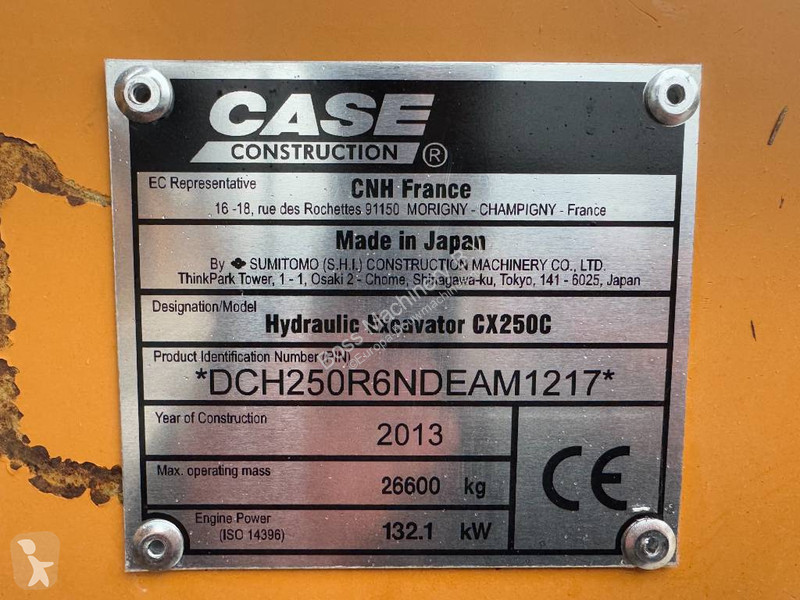 CASE
CONSTRUCTION ®
EC Representative
CNH France
16 -18, rue des Rochettes 91150 MORIGNY - CHAMPIGNY - France
Made in Japan
By SUMITOMO (S.H.I.) CONSTRUCTION MACHINERY CO., LTD.
ThinkPark Tower, 1 - 1, Osaki 2 - Chome, Shinagawa-ku, Tokyo, 141 - 6025, Japan
Designation/Model
Hydraulic Excavator CX250C
Product Identification Number (PIN)
*DCH250R6NDEAM1217*
Year of Construction
2013
Max. operating mass
26600 kg
Engine Power
(ISO 14396)
132.1 kW
CE